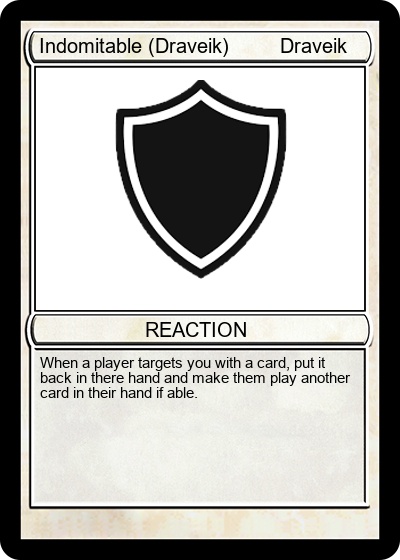 Indomitable (Draveik) Draveik
REACTION
When a player targets you with a card, put it
back in there hand and make them play another
card in their hand if able.